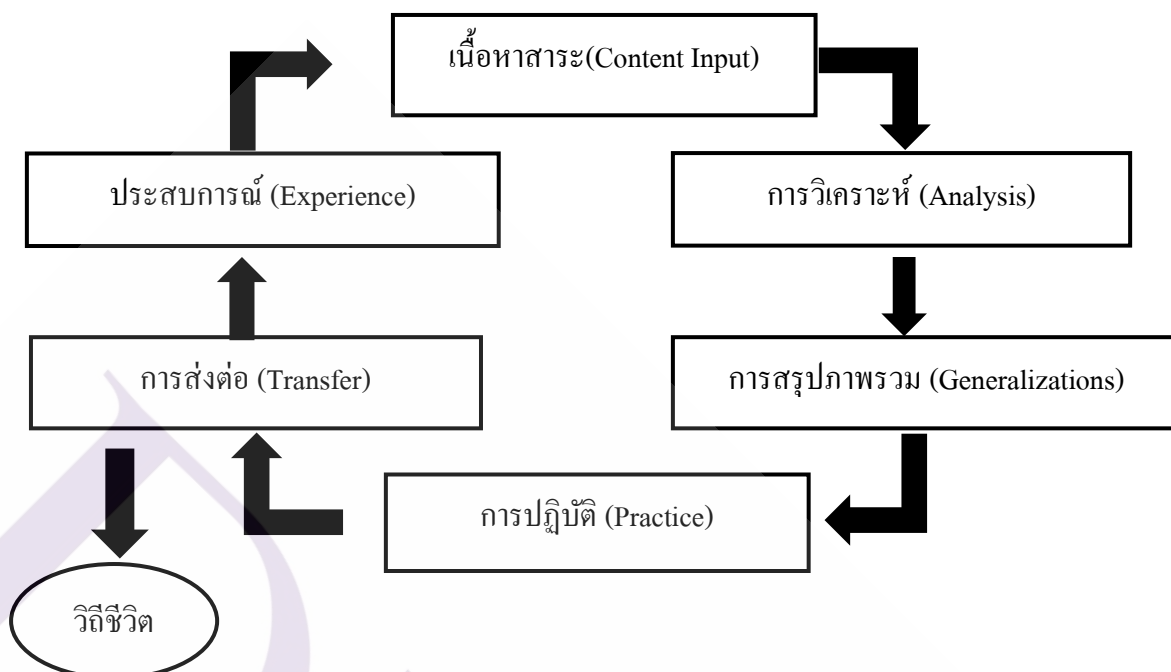 เนื้อหาสาระ(Content Input)
ประสบการณ์ (Experience)
การวิเคราะห์ (Analysis)
การส่งต่อ (Transfer)
การสรุปภาพรวม (Generalizations)
การปฏิบัติ (Practice)
วิถีชีวิต